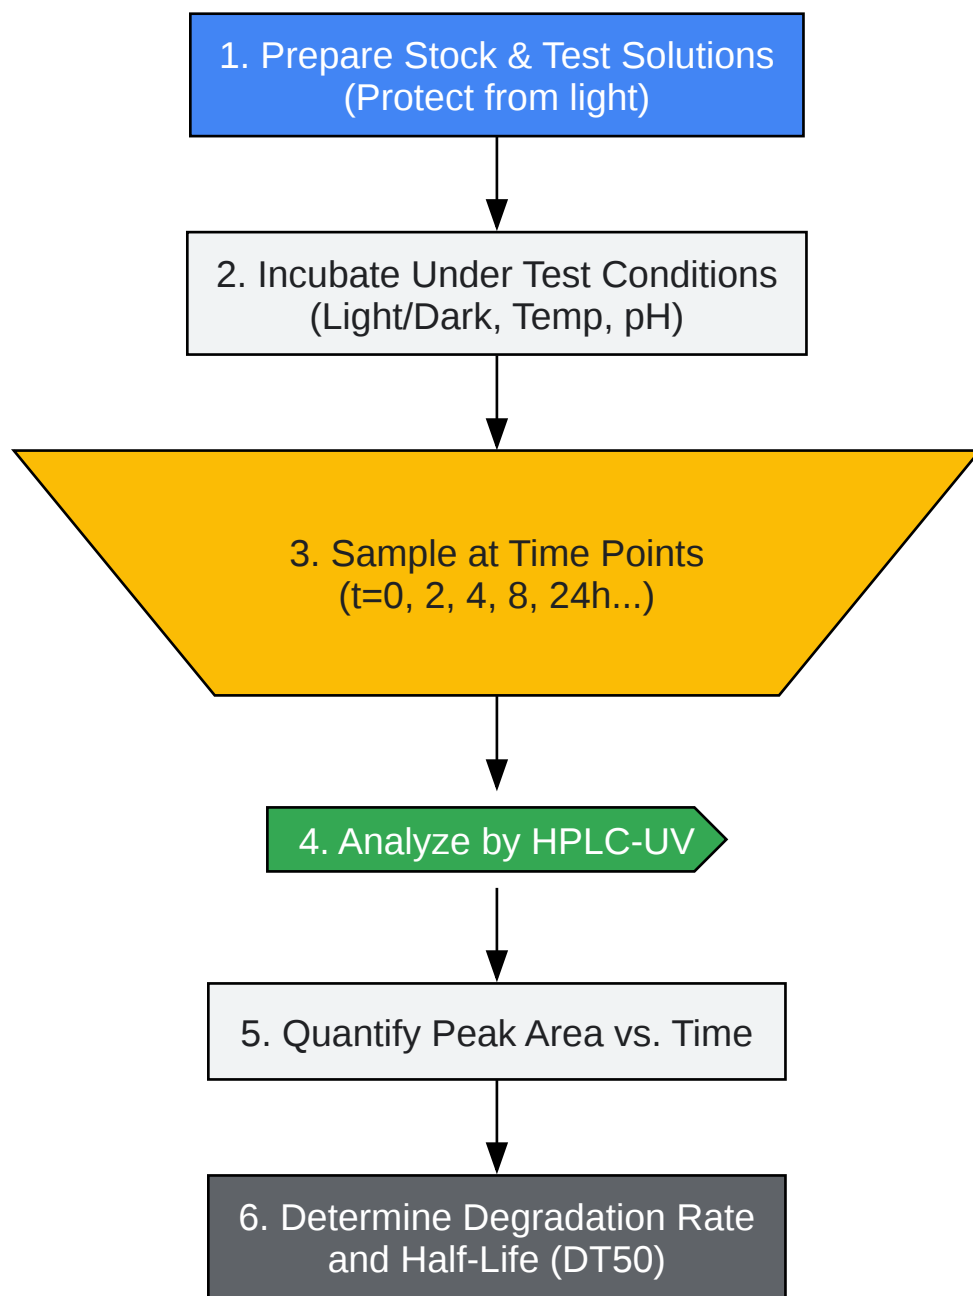 1. Prepare Stock & Test Solutions
(Protect from light)
2. Incubate Under Test Conditions
(Light/Dark, Temp, pH)
3. Sample at Time Points
(t=0, 2, 4, 8, 24h...)
4. Analyze by HPLC-UV
5. Quantify Peak Area vs. Time
6. Determine Degradation Rate
and Half-Life (DT50)